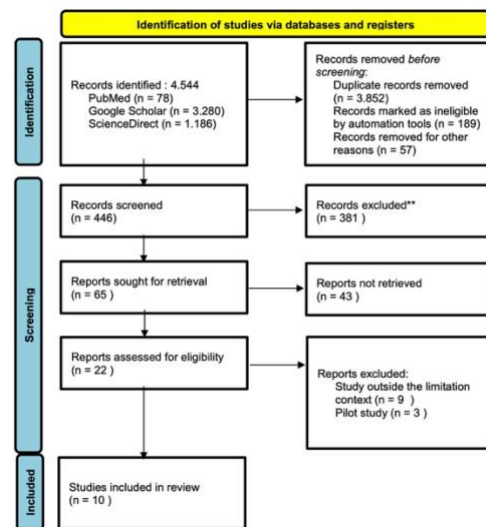 Identification of studies via databases and registers
Identification
Records identified : 4.544
PubMed (n = 78)
Google Scholar (n = 3.280)
ScienceDirect (n = 1.186)
Records removed before
screening:
Duplicate records removed
(n = 3.852)
Records marked as ineligible
by automation tools (n = 189)
Records removed for other
reasons (n = 57)
Screening
Records screened
(n = 446)
Records excluded**
(n = 381 )
Reports sought for retrieval
(n = 65 )
Reports not retrieved
(n = 43 )
Reports assessed for eligibility
(n = 22 )
Reports excluded:
Study outside the limitation
context (n = 9 )
Pilot study (n = 3 )
Included
Studies included in review
(n = 10 )